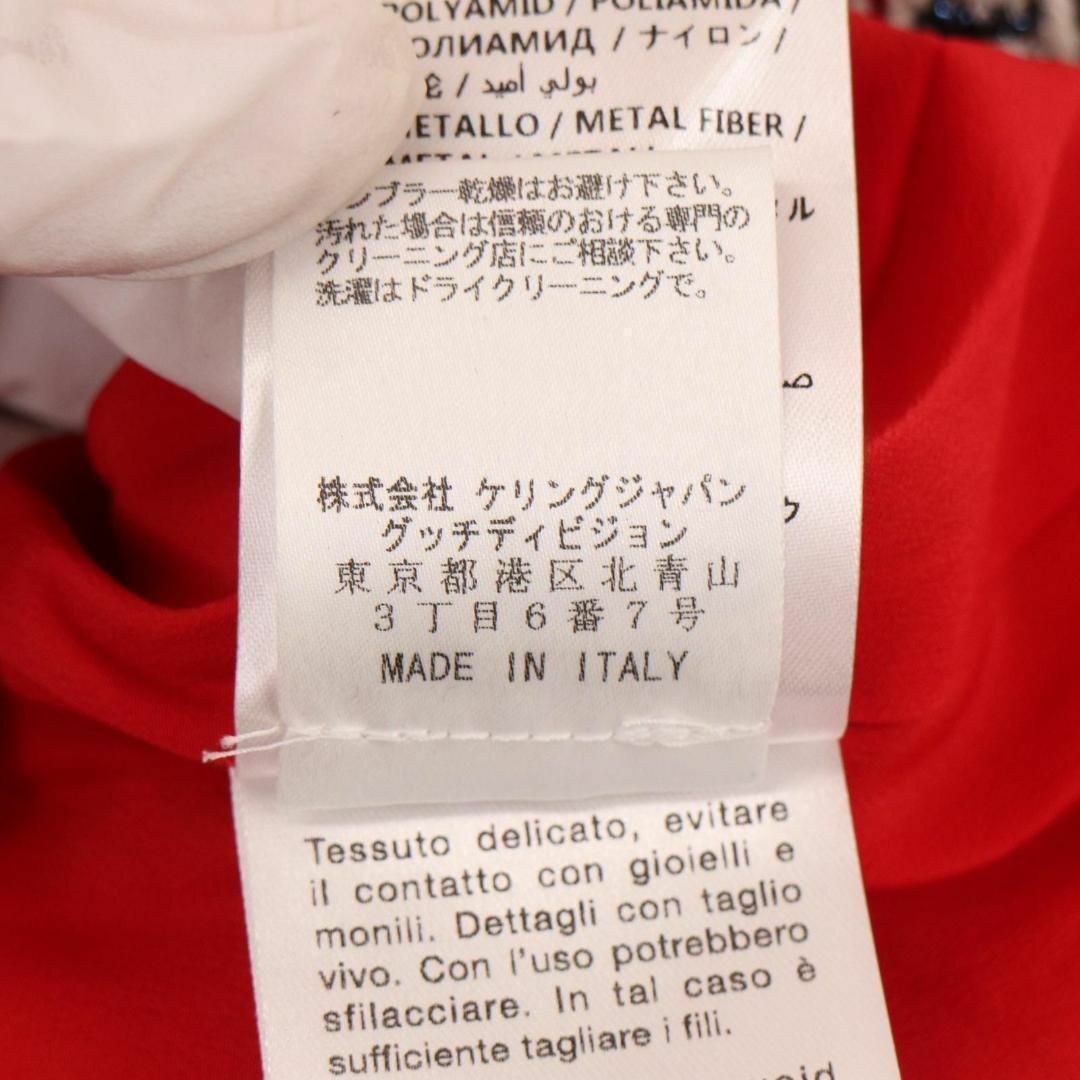 POLYAMID / POLIAMIDA /
ПОЛИАМИД / ナイロン /
بولي أميد /
METALLO / METAL FIBER /
タンブラー乾燥はお避け下さい。
汚れた場合は信頼のおける専門の
クリーニング店にご相談下さい。
洗濯はドライクリーニングで。
株式会社 ケリングジャパン
グッチディビジョン
東京都港区北青山
3丁目6番7号
MADE IN ITALY
Tessuto delicato, evitare
il contatto con gioielli e
monili. Dettagli con taglio
vivo. Con l'uso potrebbero
sfilacciare. In tal caso è
sufficiente tagliare i fili.